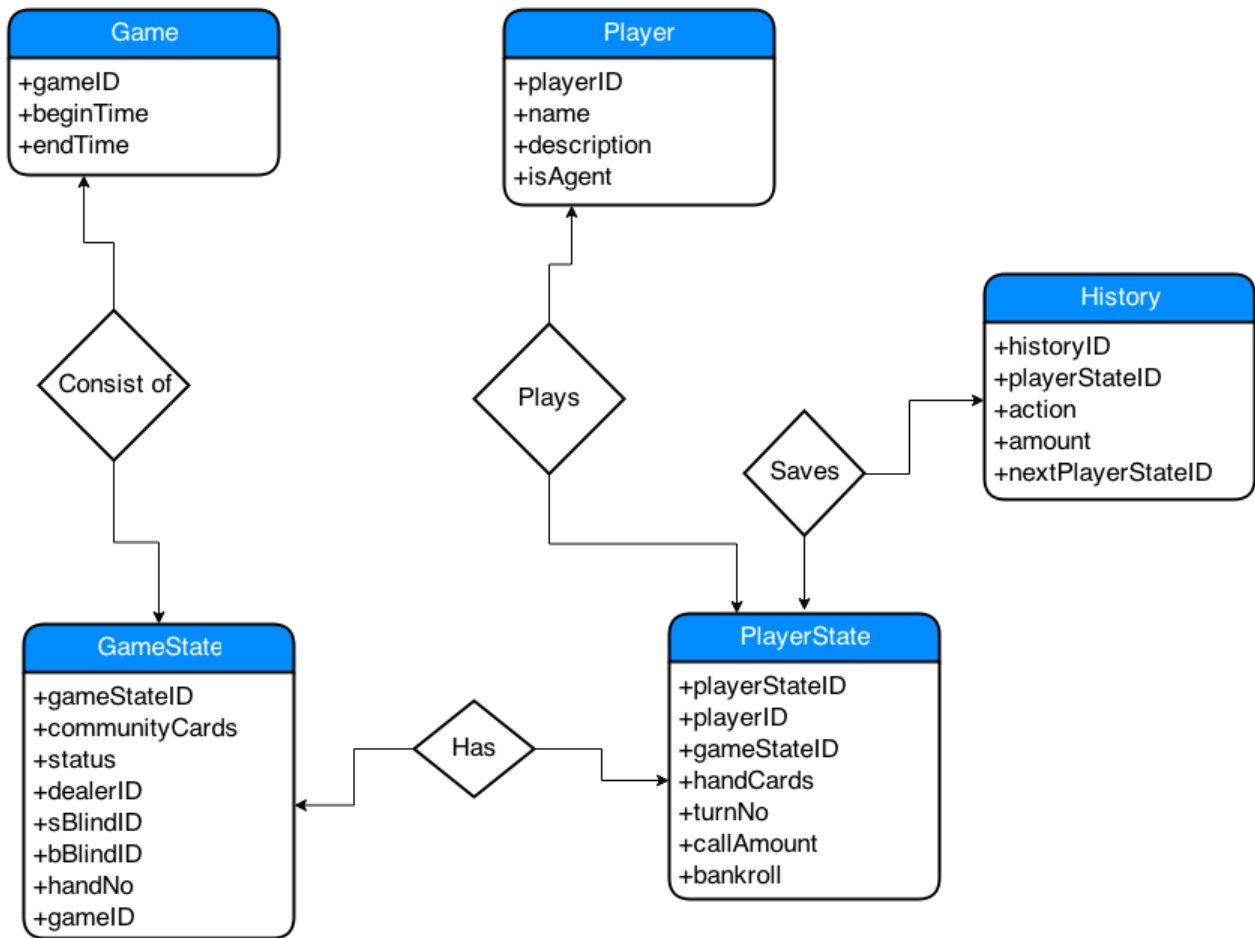 Game
+gameID
+beginTime
+endTime
Player
+playerID
+name
+description
+isAgent
History
+historyID
+playerStateID
+action
+amount
+nextPlayerStateID
Consist of
Plays
Saves
GameState
+gameStateID
+communityCards
+status
+dealerID
+sBlindID
+bBlindID
+handNo
+gameID
Has
PlayerState
+playerStateID
+playerID
+gameStateID
+handCards
+turnNo
+callAmount
+bankroll